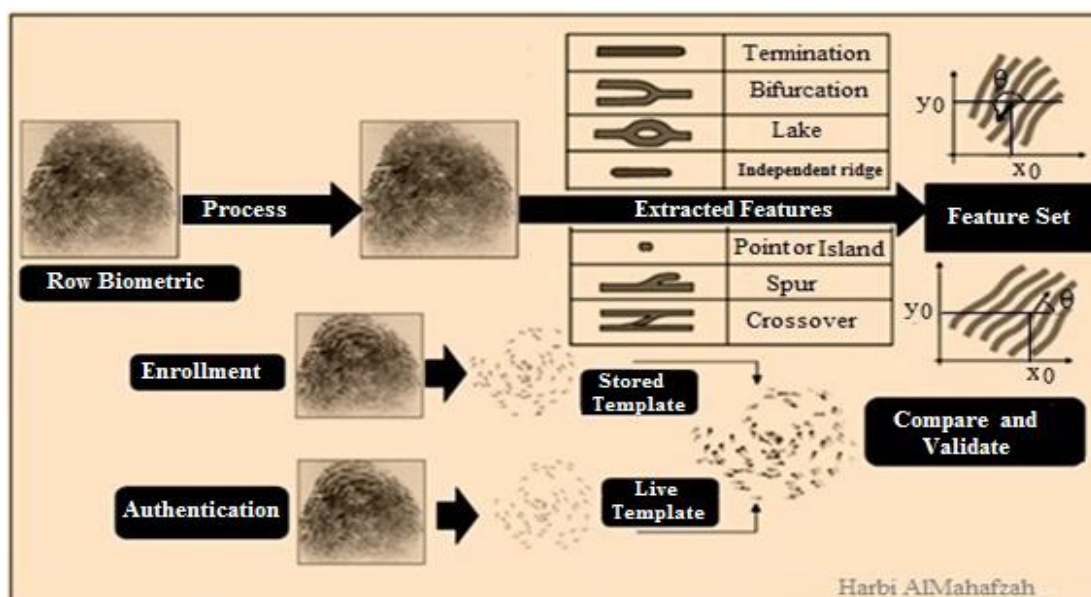 Termination
Bifurcation
Lake
Independent ridge
θ
y0
x0
Process
Extracted Features
Feature Set
Row Biometric
Point or Island
Spur
Crossover
y0
θ
x0
Enrollment
Stored
Template
Compare and
Validate
Authentication
Live
Template
Harbi AlMahafzah